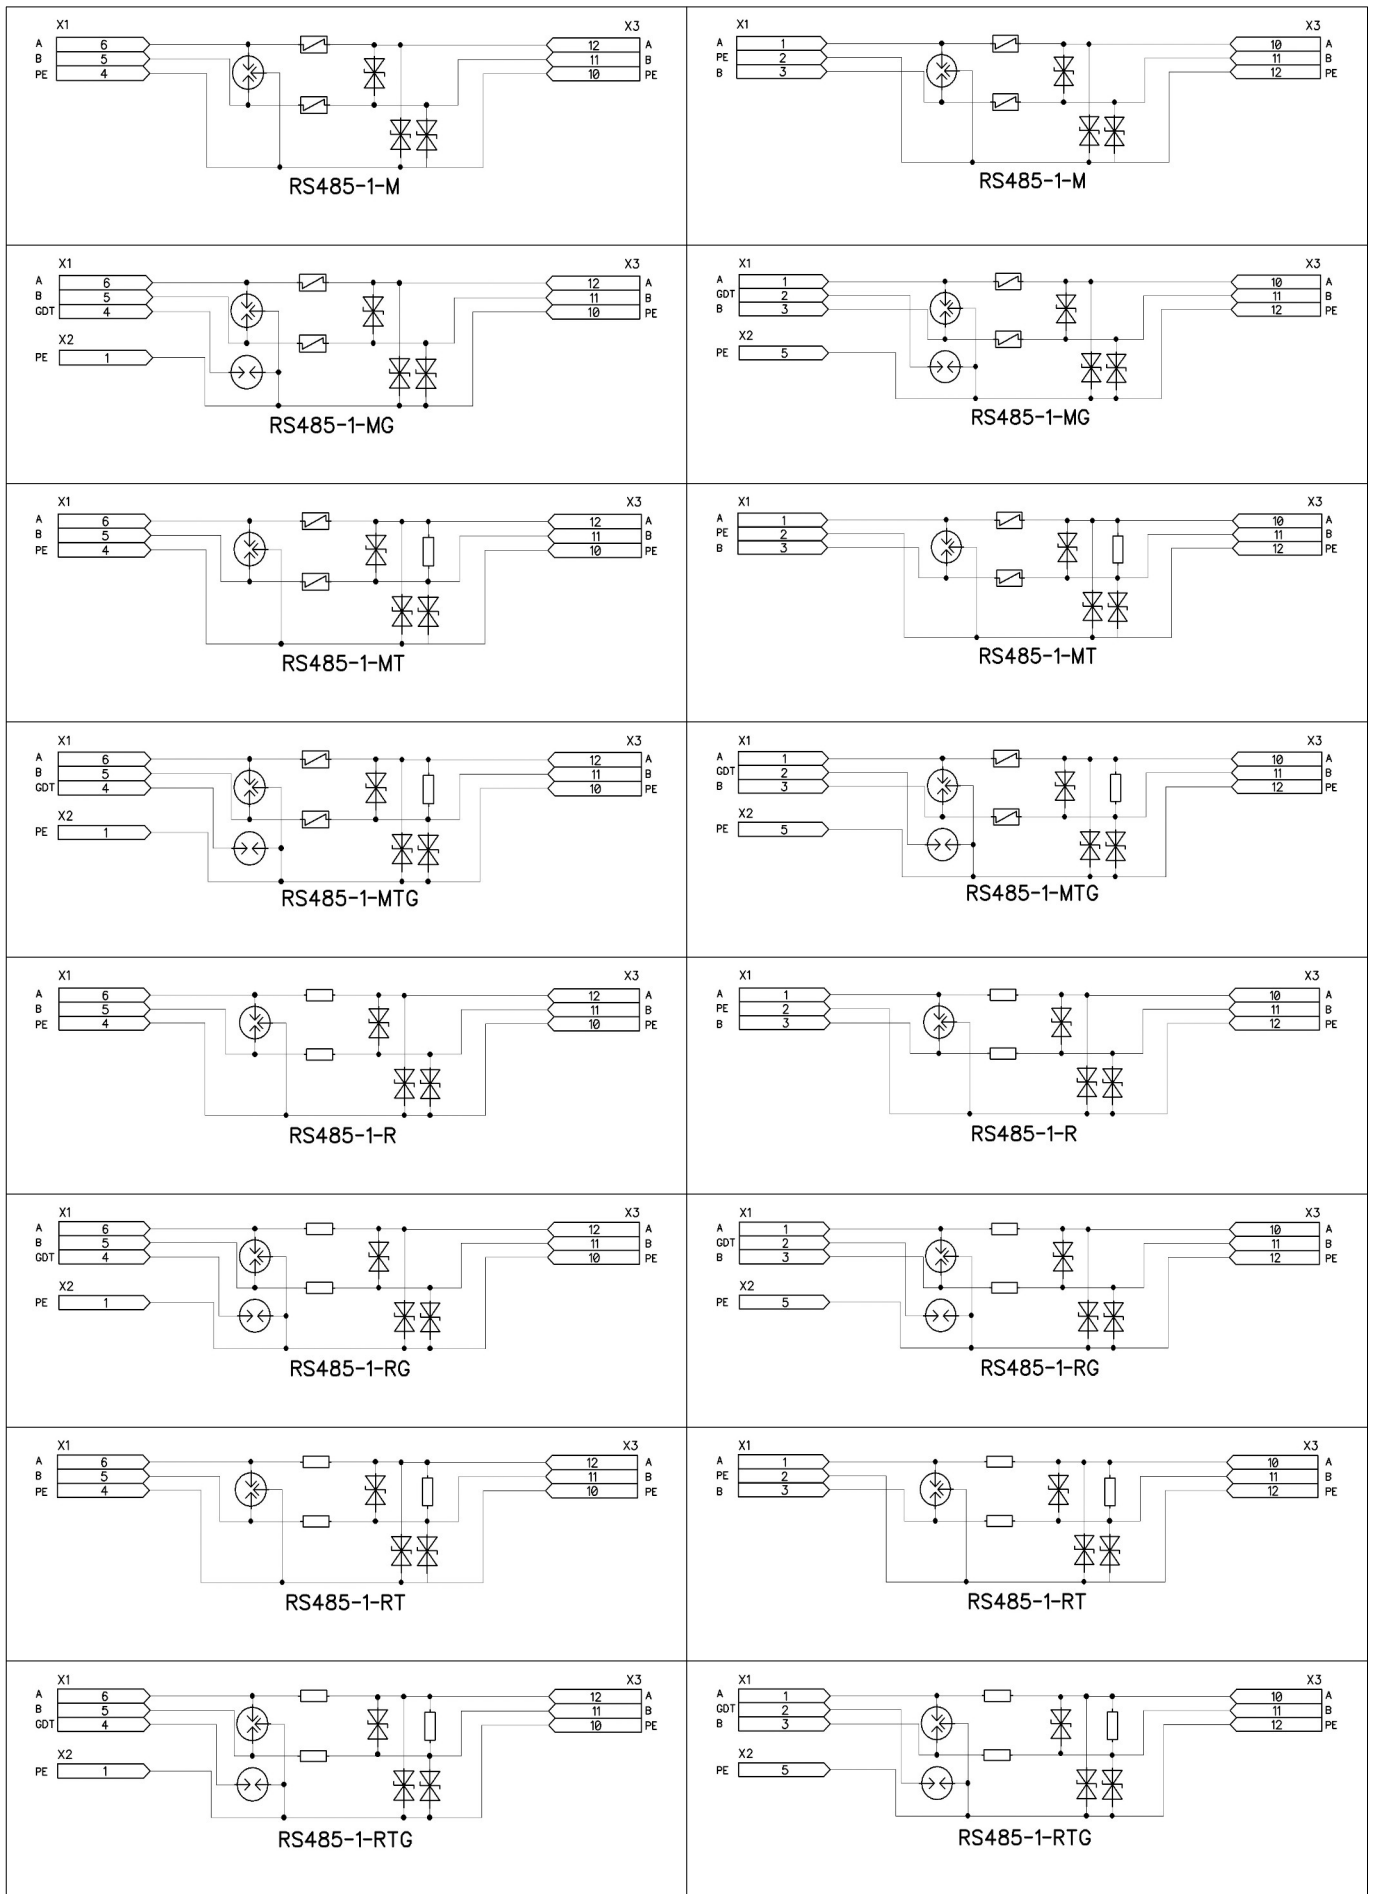 X1 X3
A 6 12 A
B 5 11 B
PE 4 10 PE
RS485-1-M
X1 X3
A 1 10 A
PE 2 11 B
B 3 12 PE
RS485-1-M
X1 X3
A 6 12 A
B 5 11 B
GDT 4 10 PE
X2
PE 1
RS485-1-MG
X1 X3
A 1 10 A
GDT 2 11 B
B 3 12 PE
X2
PE 5
RS485-1-MG
X1 X3
A 6 12 A
B 5 11 B
PE 4 10 PE
RS485-1-MT
X1 X3
A 1 10 A
PE 2 11 B
B 3 12 PE
RS485-1-MT
X1 X3
A 6 12 A
B 5 11 B
GDT 4 10 PE
X2
PE 1
RS485-1-MTG
X1 X3
A 1 10 A
GDT 2 11 B
B 3 12 PE
X2
PE 5
RS485-1-MTG
X1 X3
A 6 12 A
B 5 11 B
PE 4 10 PE
RS485-1-R
X1 X3
A 1 10 A
PE 2 11 B
B 3 12 PE
RS485-1-R
X1 X3
A 6 12 A
B 5 11 B
GDT 4 10 PE
X2
PE 1
RS485-1-RG
X1 X3
A 1 10 A
GDT 2 11 B
B 3 12 PE
X2
PE 5
RS485-1-RG
X1 X3
A 6 12 A
B 5 11 B
PE 4 10 PE
RS485-1-RT
X1 X3
A 1 10 A
PE 2 11 B
B 3 12 PE
RS485-1-RT
X1 X3
A 6 12 A
B 5 11 B
GDT 4 10 PE
X2
PE 1
RS485-1-RTG
X1 X3
A 1 10 A
GDT 2 11 B
B 3 12 PE
X2
PE 5
RS485-1-RTG